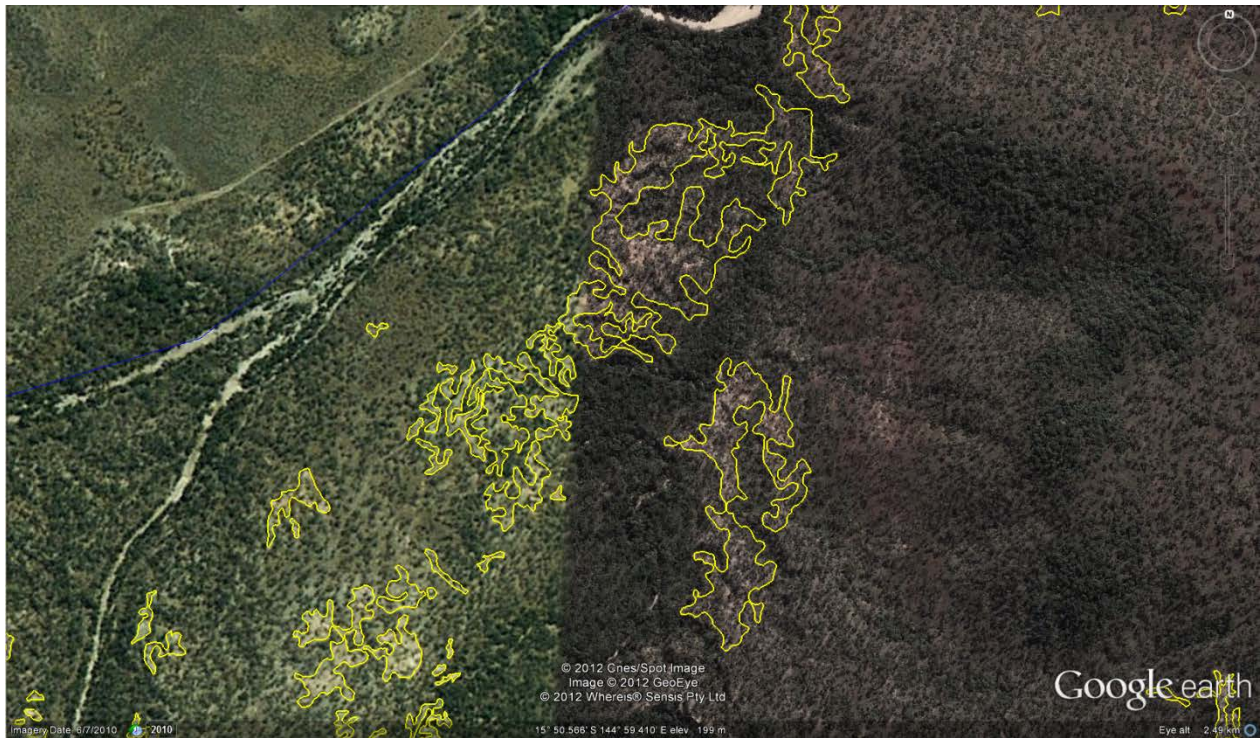 N
© 2012 Cnes/Spot Image
Image © 2012 GeoEye
© 2012 Whereis® Sensis Pty Ltd
Google earth
Imagery Date: 6/7/2010
2010
15° 50.566' S 144° 59.410' E elev 199 m
Eye alt 2.49 km